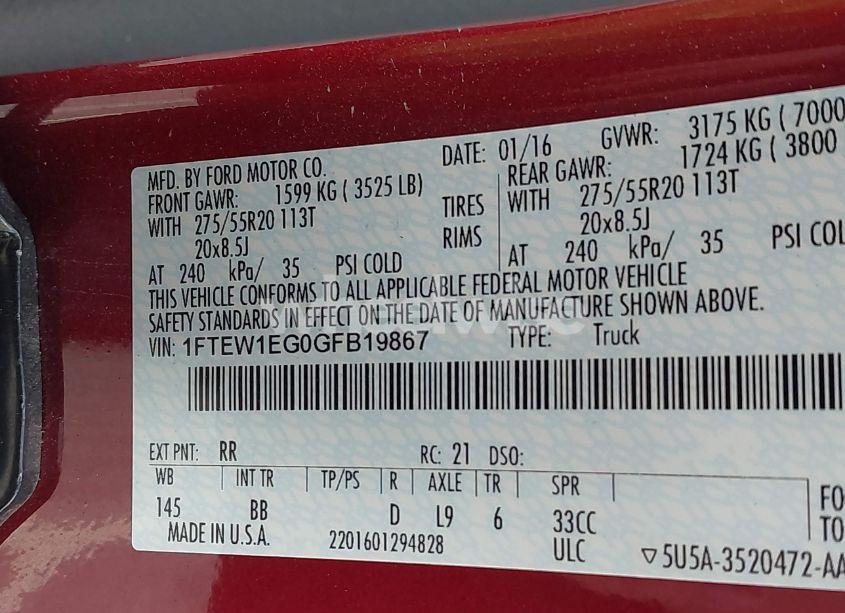 MFD. BY FORD MOTOR CO. DATE: 01/16 GVWR: 3175 KG ( 7000
FRONT GAWR: 1599 KG ( 3525 LB) REAR GAWR: 1724 KG ( 3800
WITH 275/55R20 113T TIRES WITH 275/55R20 113T
20x8.5J RIMS 20x8.5J
AT 240 kPa/ 35 PSI COLD AT 240 kPa/ 35 PSI COL
THIS VEHICLE CONFORMS TO ALL APPLICABLE FEDERAL MOTOR VEHICLE
SAFETY STANDARDS IN EFFECT ON THE DATE OF MANUFACTURE SHOWN ABOVE.
VIN: 1FTEW1EG0GFB19867 TYPE: Truck
EXT PNT: RR RC: 21 DSO:
WB INT TR TP/PS R AXLE TR SPR
145 BB D L9 6 33CC
MADE IN U.S.A. 2201601294828 ULC
FO
TO
▽5U5A-3520472-AA